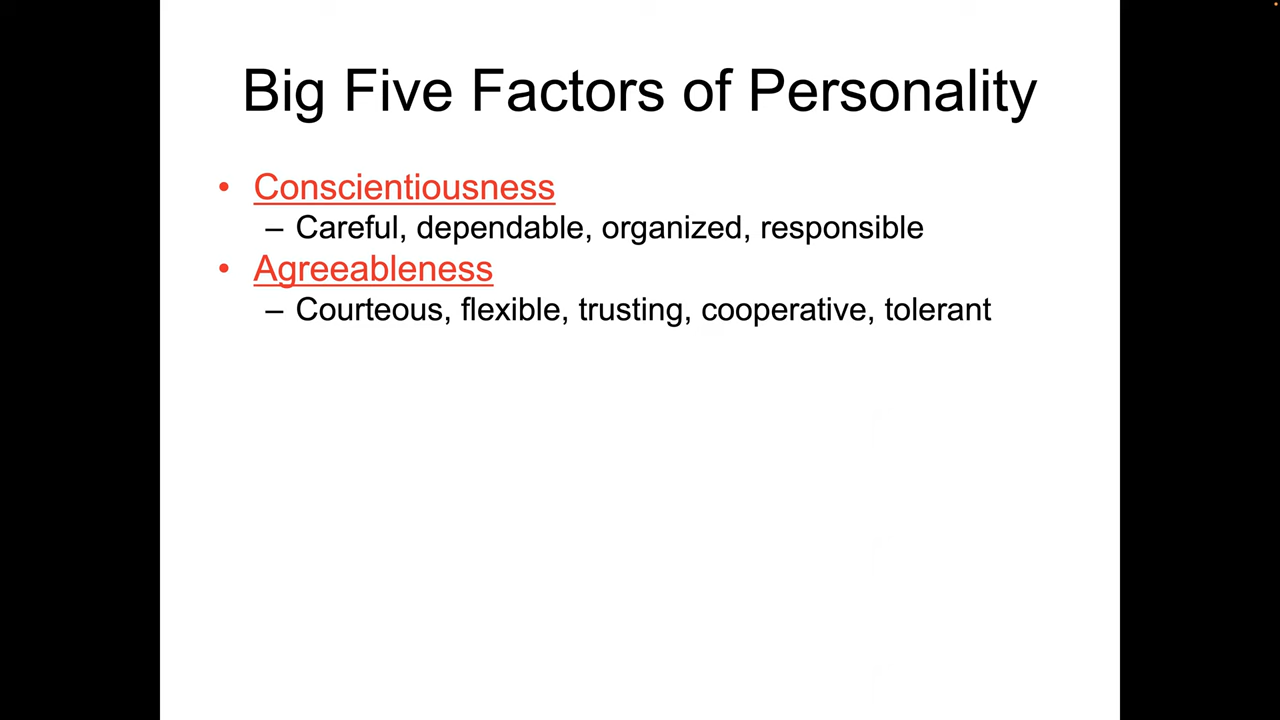 Big Five Factors of Personality
• Conscientiousness
– Careful, dependable, organized, responsible
• Agreeableness
– Courteous, flexible, trusting, cooperative, tolerant